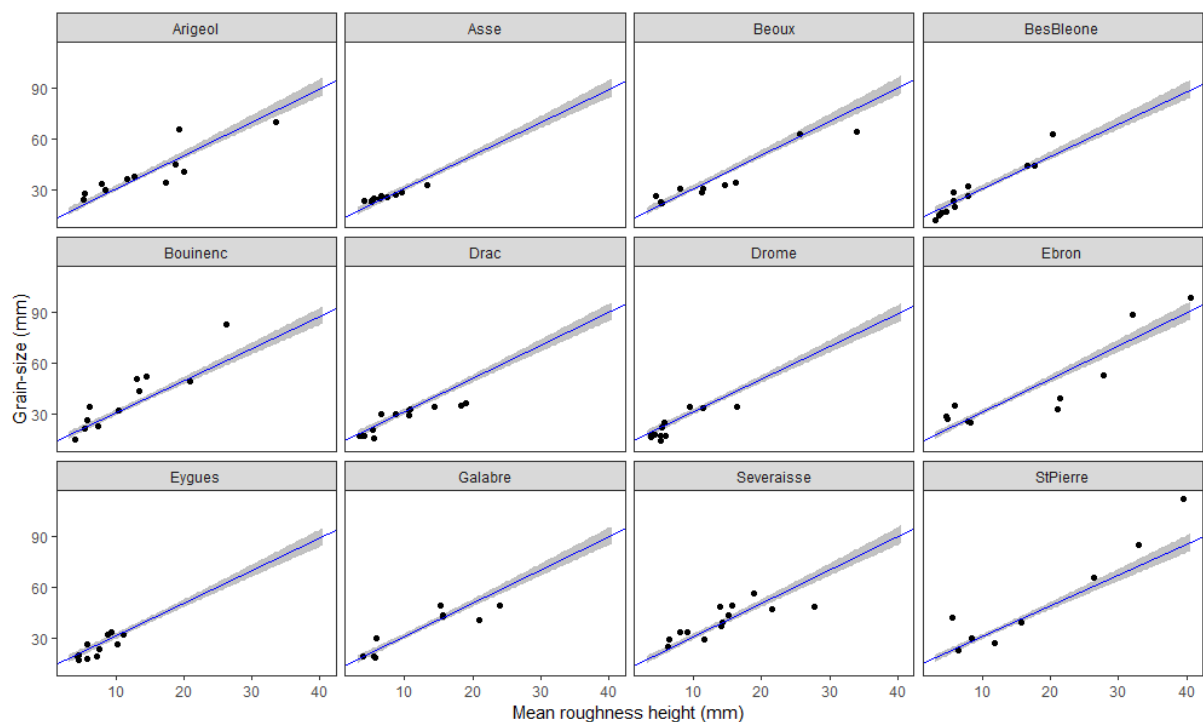 Arigeol Asse Beoux BesBleone
90
60
30
Bouinenc Drac Drome Ebron
90
60
30
Eygues Galabre Severaisse StPierre
90
60
30
10 20 30 40 10 20 30 40 10 20 30 40 10 20 30 40
Mean roughness height (mm)
Grain-size (mm)